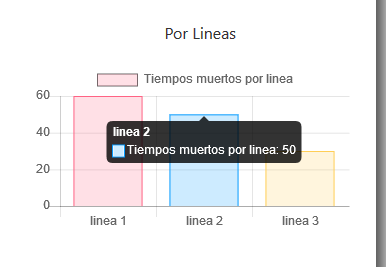 Por Lineas
Tiempos muertos por linea
60
linea 2
Tiempos muertos por linea: 50
40
20
0
linea 1
linea 2
linea 3